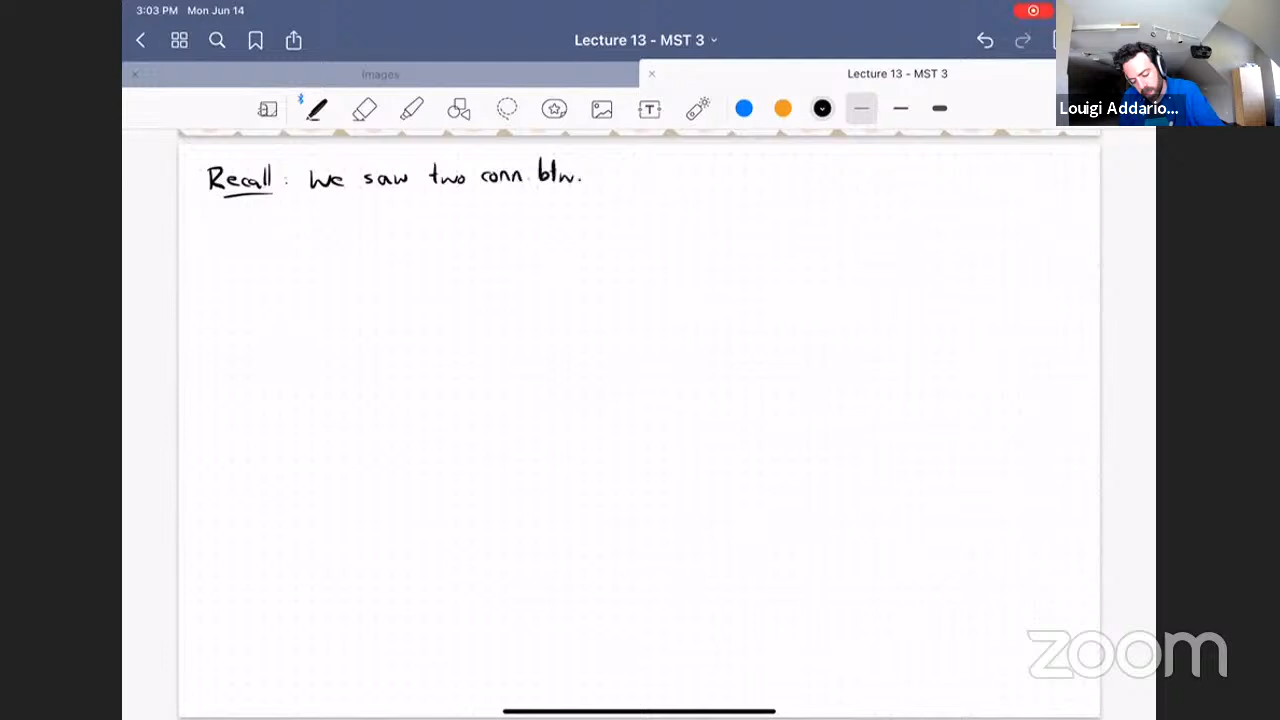 3:03 PM Mon Jun 14
Lecture 13 - MST 3
Images
Lecture 13 - MST 3
Louigi Addario...
Recall: We saw two conn. btw.
zoom